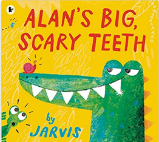 ALAN'S BIG,
SCARY TEETH
by
JARVIS